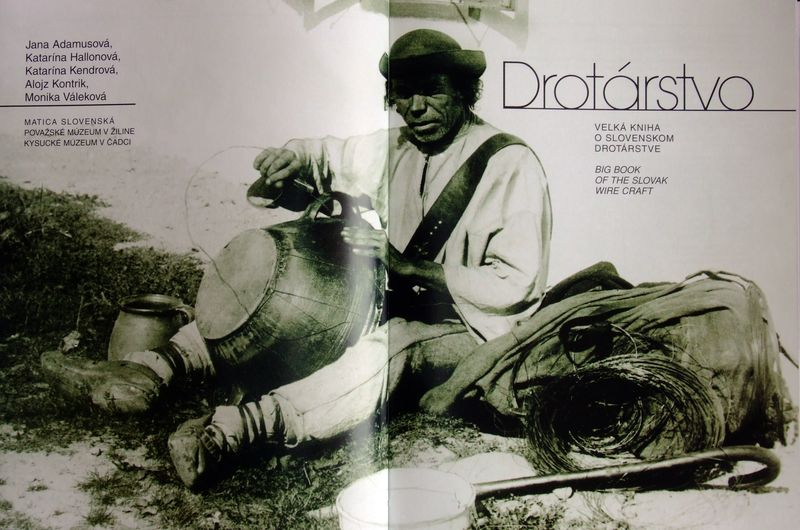 Jana Adamusová,
Katarína Hallonová,
Katarína Kendrová,
Alojz Kontrik,
Monika Váleková
MATICA SLOVENSKÁ
POVAŽSKÉ MÚZEUM V ŽILINE
KYSUCKÉ MÚZEUM V ČADCI
Drotárstvo
VEĽKÁ KNIHA
O SLOVENSKOM
DROTÁRSTVE
BIG BOOK
OF THE SLOVAK
WIRE CRAFT